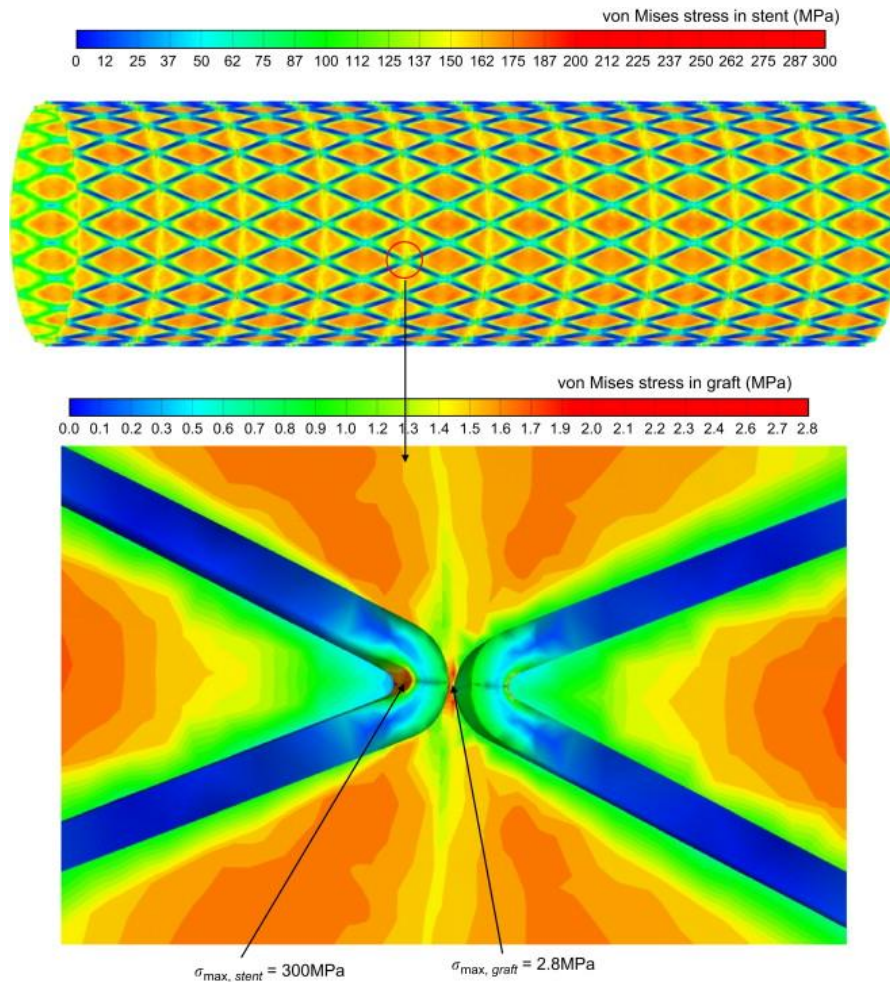 von Mises stress in stent (MPa)
0 12 25 37 50 62 75 87 100 112 125 137 150 162 175 187 200 212 225 237 250 262 275 287 300
von Mises stress in graft (MPa)
0.0 0.1 0.2 0.3 0.5 0.6 0.7 0.8 0.9 1.0 1.2 1.3 1.4 1.5 1.6 1.7 1.9 2.0 2.1 2.2 2.3 2.4 2.6 2.7 2.8
σmax, stent = 300MPa
σmax, graft = 2.8MPa